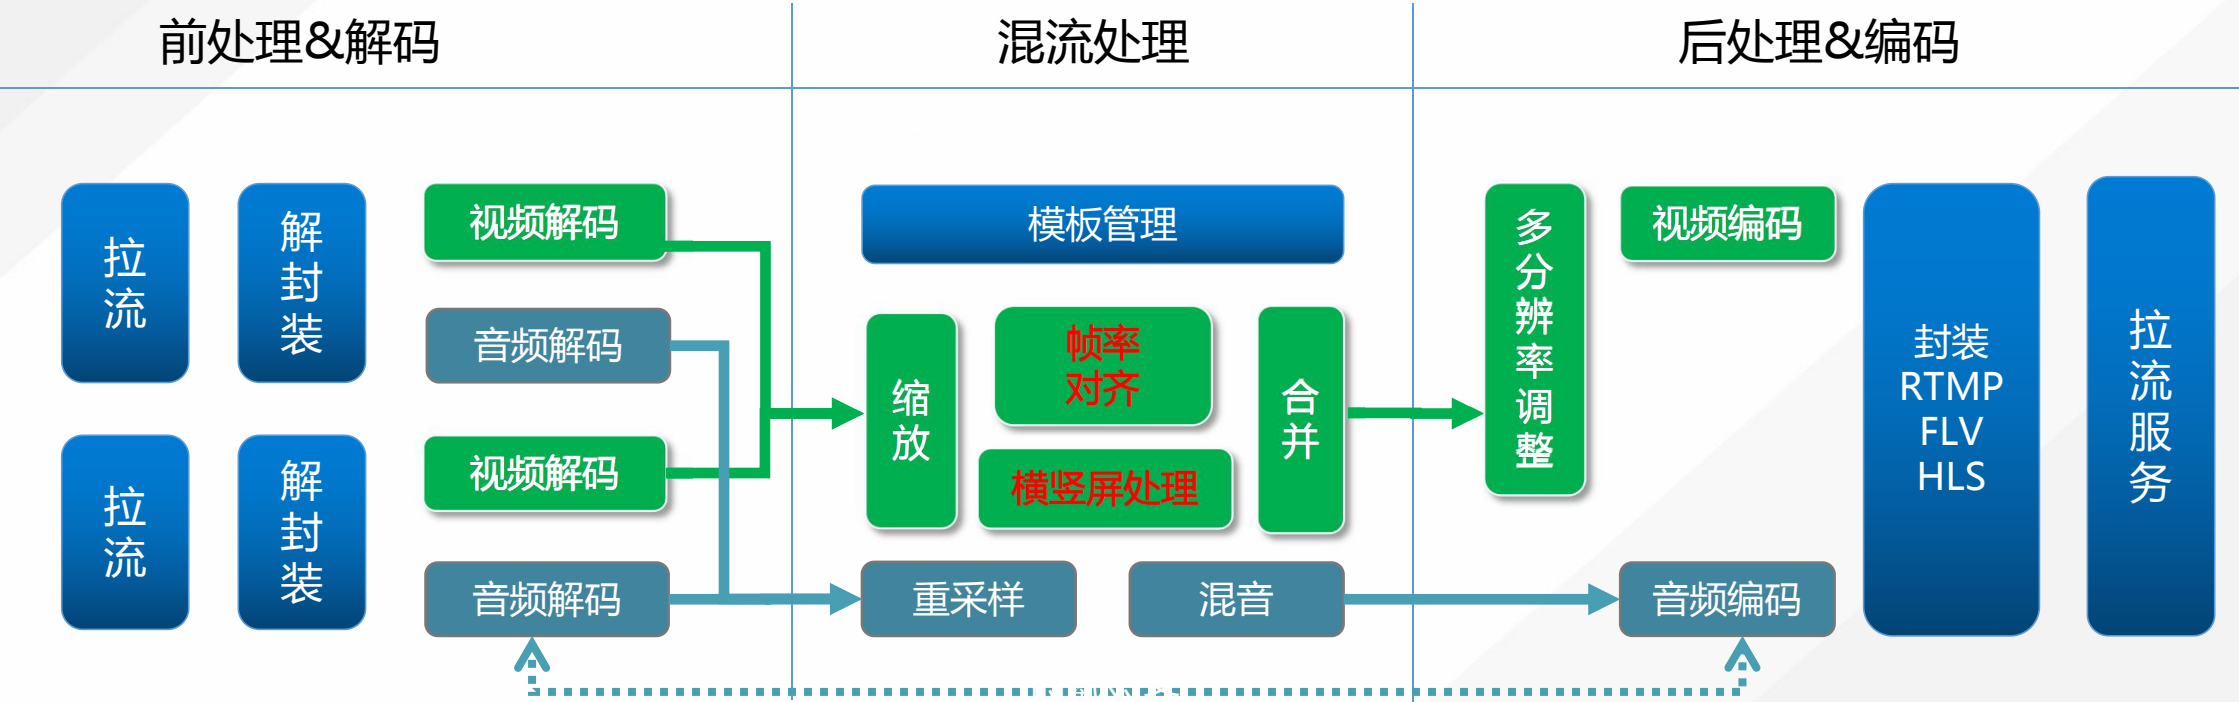 前处理&解码
混流处理
后处理&编码
拉流
解封装
视频解码
音频解码
拉流
解封装
视频解码
音频解码
模板管理
缩放
帧率
对齐
横竖屏处理
合并
重采样
混音
多分辨率调整
视频编码
音频编码
封装
RTMP
FLV
HLS
拉流服务